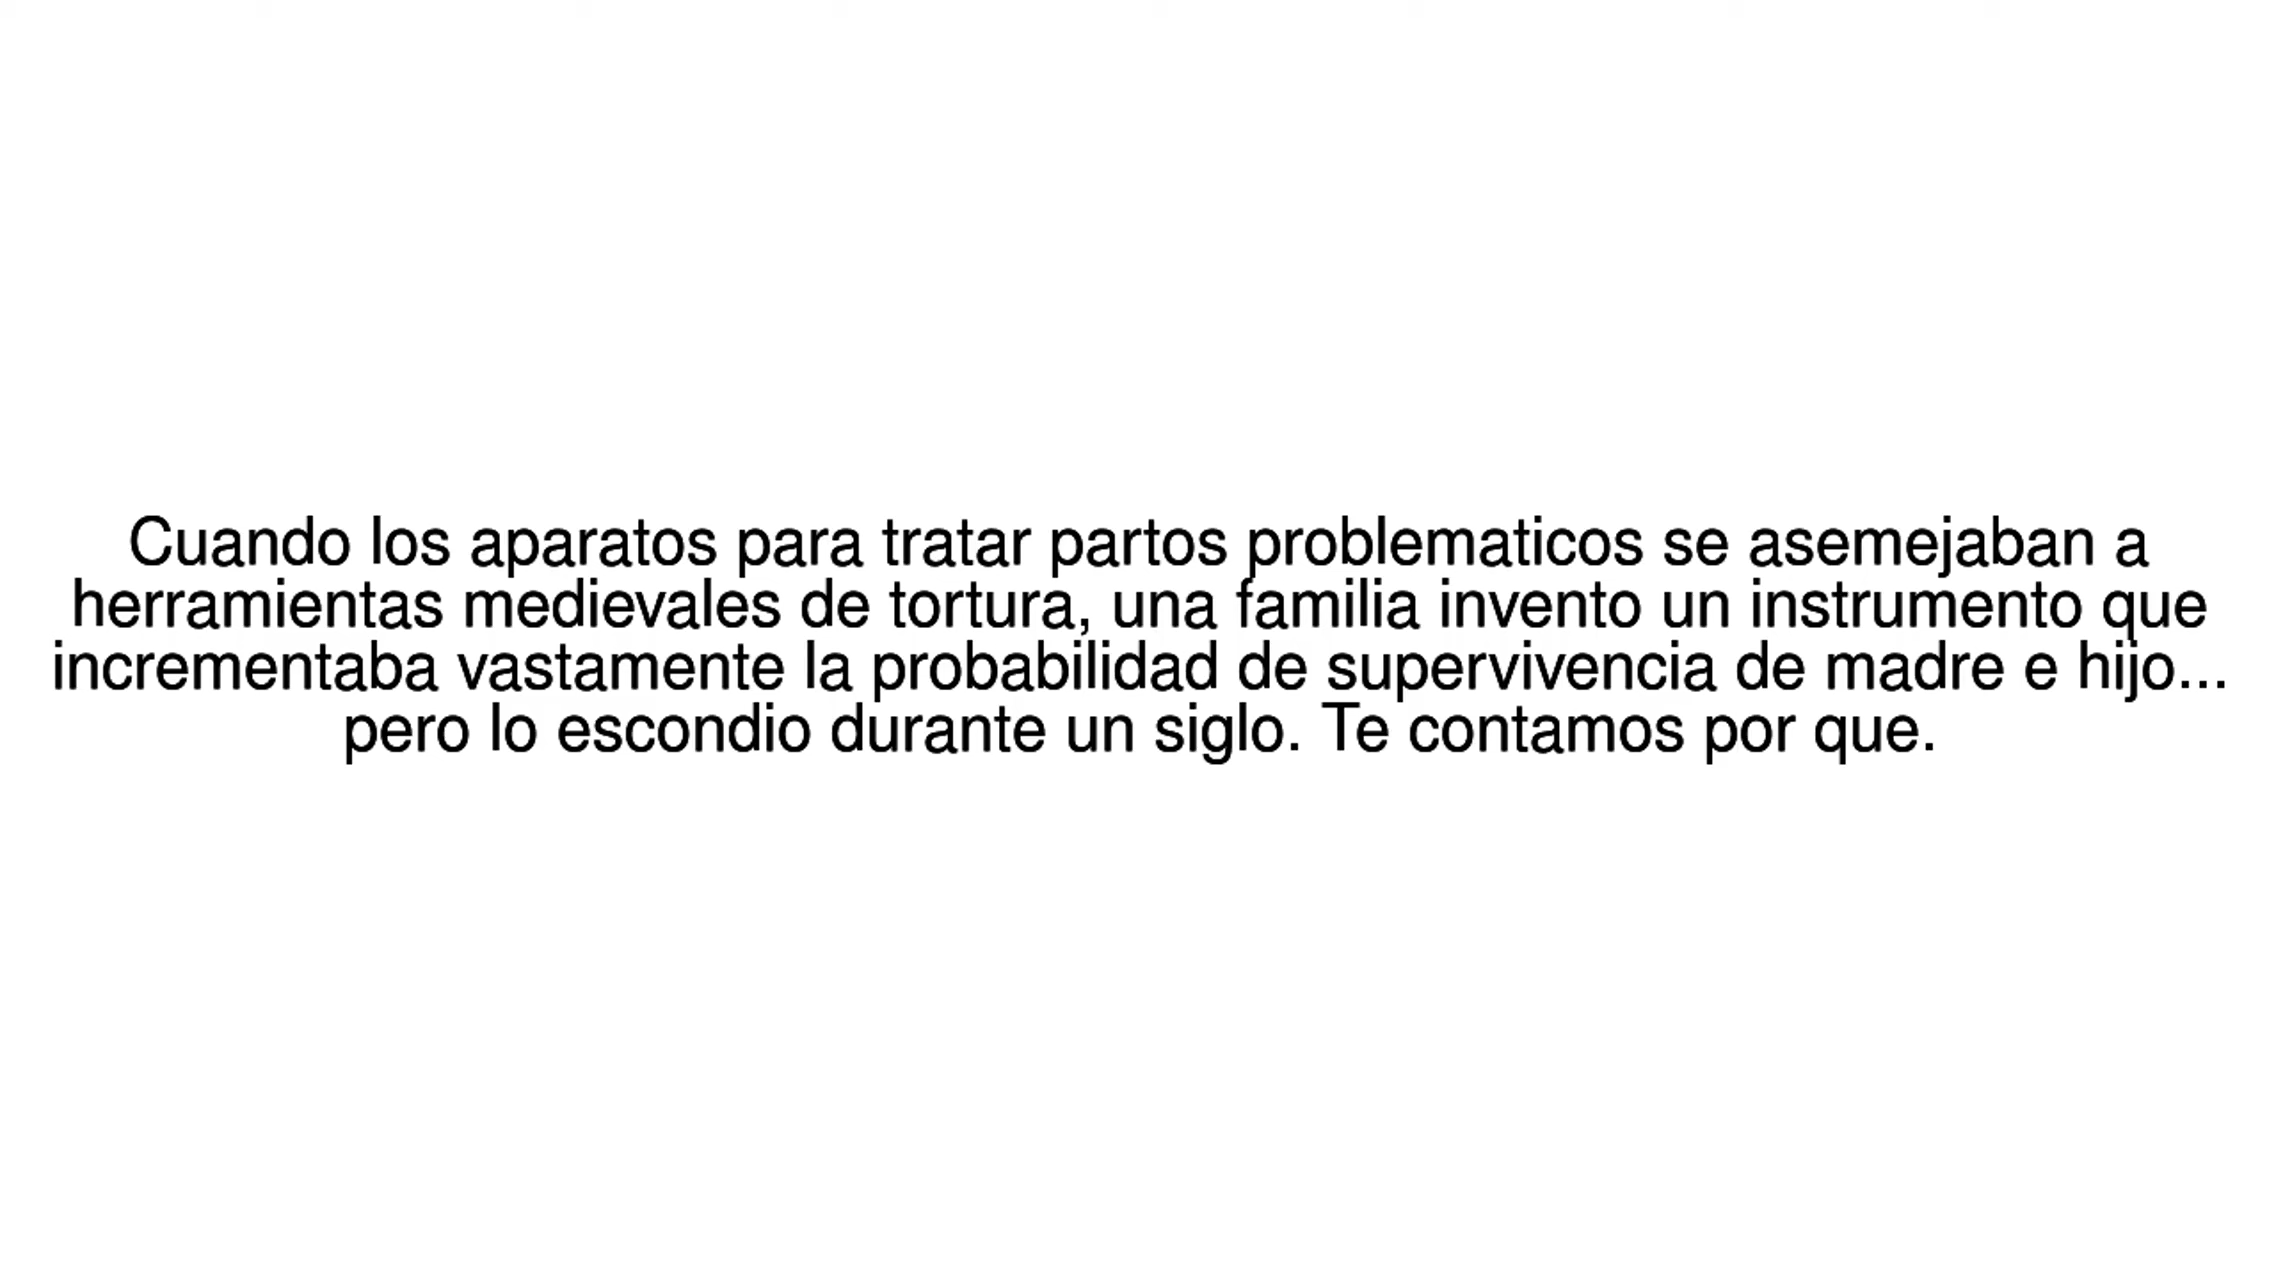 Cuando los aparatos para tratar partos problematicos se asemejaban a
herramientas medievales de tortura, una familia invento un instrumento que
incrementaba vastamente la probabilidad de supervivencia de madre e hijo...
pero lo escondio durante un siglo. Te contamos por que.